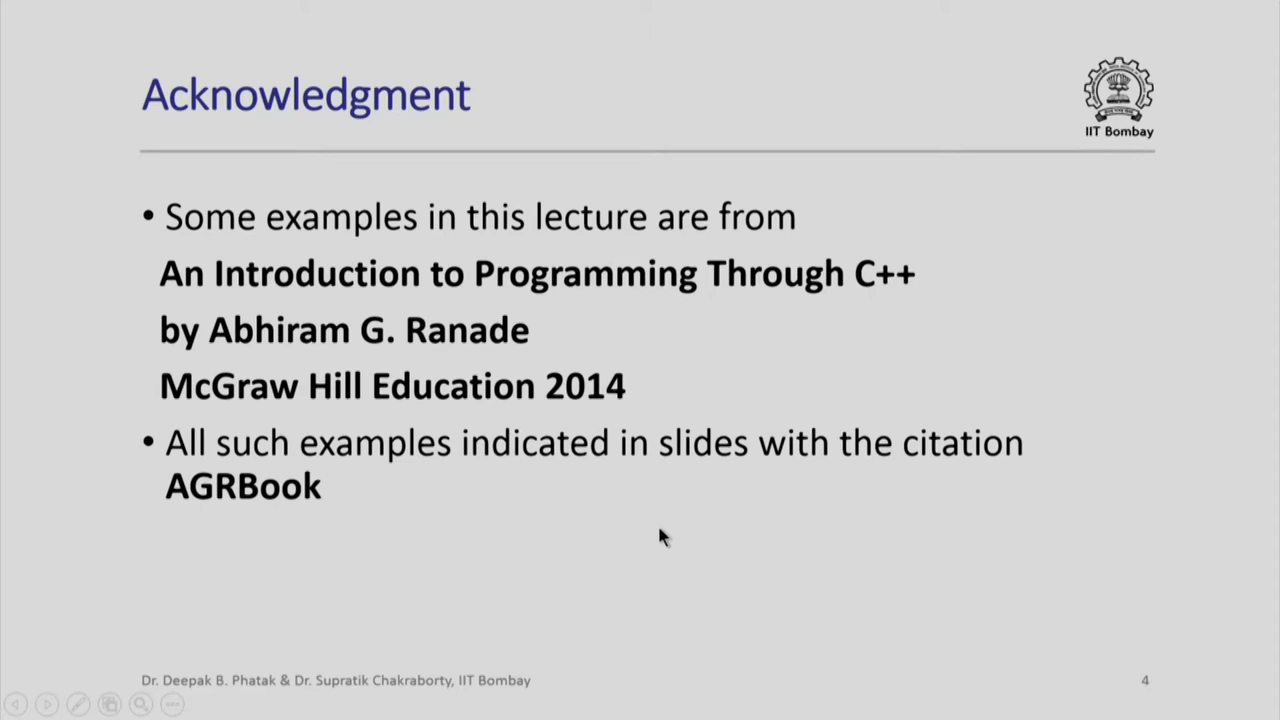 Acknowledgment
IIT Bombay
• Some examples in this lecture are from
An Introduction to Programming Through C++
by Abhiram G. Ranade
McGraw Hill Education 2014
• All such examples indicated in slides with the citation
AGRBook
Dr. Deepak B. Phatak & Dr. Supratik Chakraborty, IIT Bombay
4